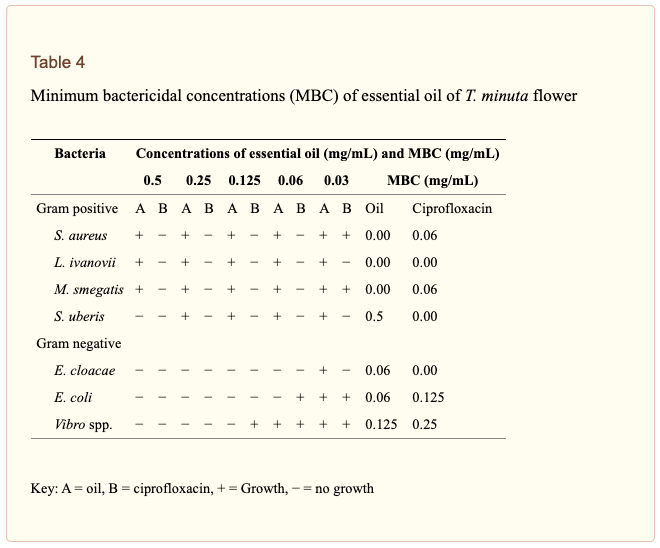 Table 4
Minimum bactericidal concentrations (MBC) of essential oil of T. minuta flower
Bacteria Concentrations of essential oil (mg/mL) and MBC (mg/mL)
0.5 0.25 0.125 0.06 0.03 MBC (mg/mL)
Gram positive A B A B A B A B A B Oil Ciprofloxacin
S. aureus + − + − + − + − + + 0.00 0.06
L. ivanovii + − + − + − + − + − 0.00 0.00
M. smegatis + − + − + − + − + + 0.00 0.06
S. uberis − − + − + − + − + − 0.5 0.00
Gram negative
E. cloacae − − − − − − − − + − 0.06 0.00
E. coli − − − − − − − + + + 0.06 0.125
Vibro spp. − − − − − + + + + + 0.125 0.25
Key: A = oil, B = ciprofloxacin, + = Growth, − = no growth